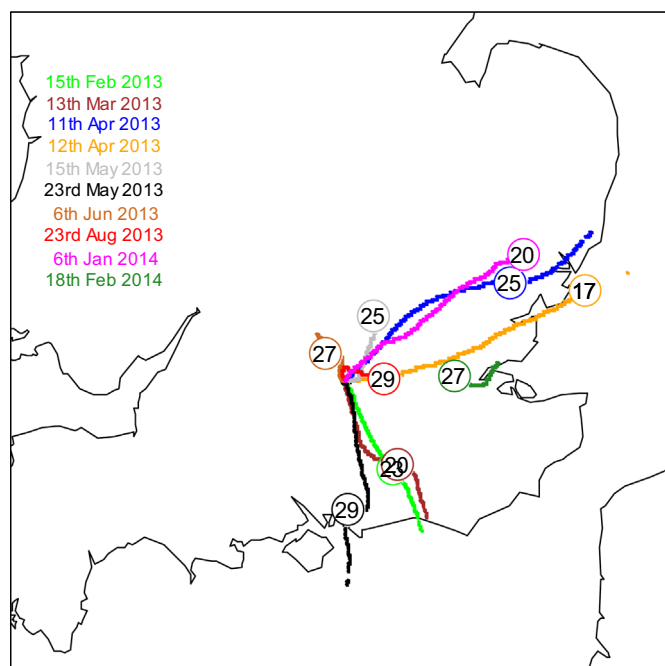 15th Feb 2013
13th Mar 2013
11th Apr 2013
12th Apr 2013
15th May 2013
23rd May 2013
6th Jun 2013
23rd Aug 2013
6th Jan 2014
18th Feb 2014
20
25
17
25
27
29
27
20
23
29